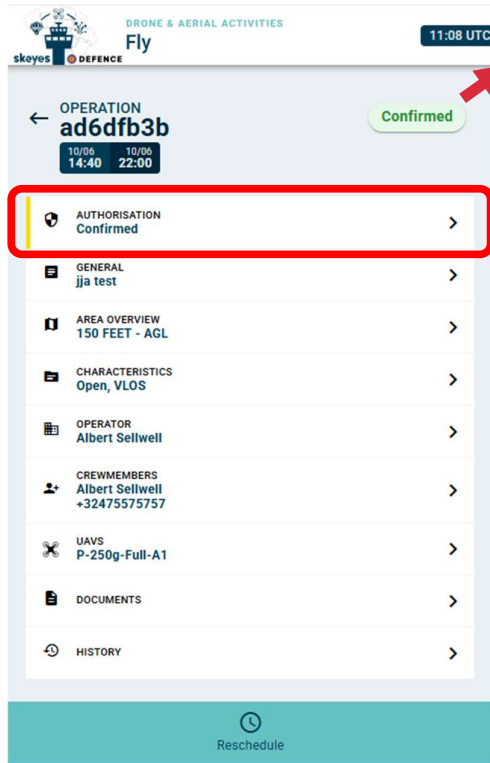 skeyes DEFENCE
DRONE & AERIAL ACTIVITIES
Fly
11:08 UTC
OPERATION
ad6dfb3b
Confirmed
10/06 10/06
14:40 22:00
AUTHORISATION
Confirmed
GENERAL
jja test
AREA OVERVIEW
150 FEET - AGL
CHARACTERISTICS
Open, VLOS
OPERATOR
Albert Sellwell
CREWMEMBERS
Albert Sellwell
+32475575757
UAVS
P-250g-Full-A1
DOCUMENTS
HISTORY
Reschedule